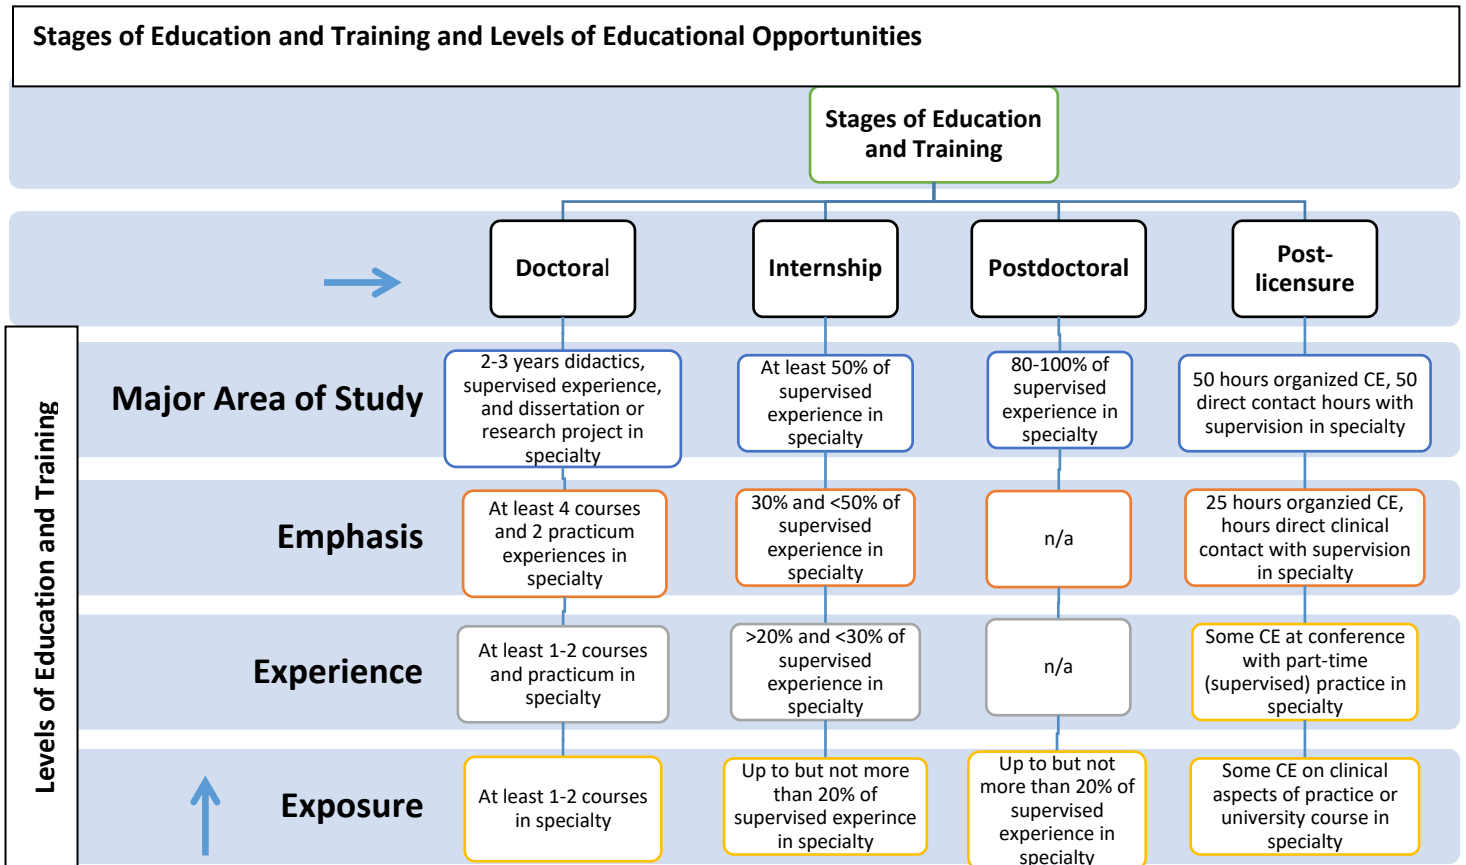 Stages of Education and Training and Levels of Educational Opportunities
Stages of Education
and Training
Doctoral
Internship
Postdoctoral
Post-
licensure
Levels of Education and Training
Major Area of Study
2-3 years didactics,
supervised experience,
and dissertation or
research project in
specialty
At least 50% of
supervised
experience in
specialty
80-100% of
supervised
experience in
specialty
50 hours organized CE, 50
direct contact hours with
supervision in specialty
Emphasis
At least 4 courses
and 2 practicum
experiences in
specialty
30% and <50% of
supervised
experience in
specialty
n/a
25 hours organzied CE,
hours direct clinical
contact with supervision
in specialty
Experience
At least 1-2 courses
and practicum in
specialty
>20% and <30% of
supervised
experience in
specialty
n/a
Some CE at conference
with part-time
(supervised) practice in
specialty
Exposure
At least 1-2 courses
in specialty
Up to but not more
than 20% of
supervised experince
in specialty
Up to but not
more than 20% of
supervised
experience in
specialty
Some CE on clinical
aspects of practice or
university course in
specialty